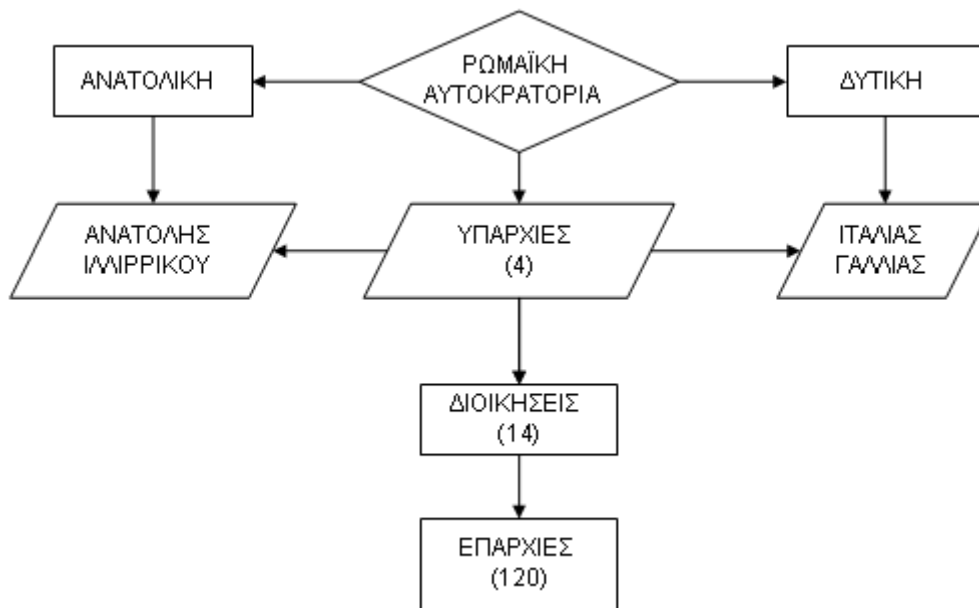 ΑΝΑΤΟΛΙΚΗ
ΡΩΜΑΪΚΗ
ΑΥΤΟΚΡΑΤΟΡΙΑ
ΔΥΤΙΚΗ
ΑΝΑΤΟΛΗΣ
ΙΛΛΙΡΡΙΚΟΥ
ΥΠΑΡΧΙΕΣ
(4)
ΙΤΑΛΙΑΣ
ΓΑΛΛΙΑΣ
ΔΙΟΙΚΗΣΕΙΣ
(14)
ΕΠΑΡΧΙΕΣ
(120)